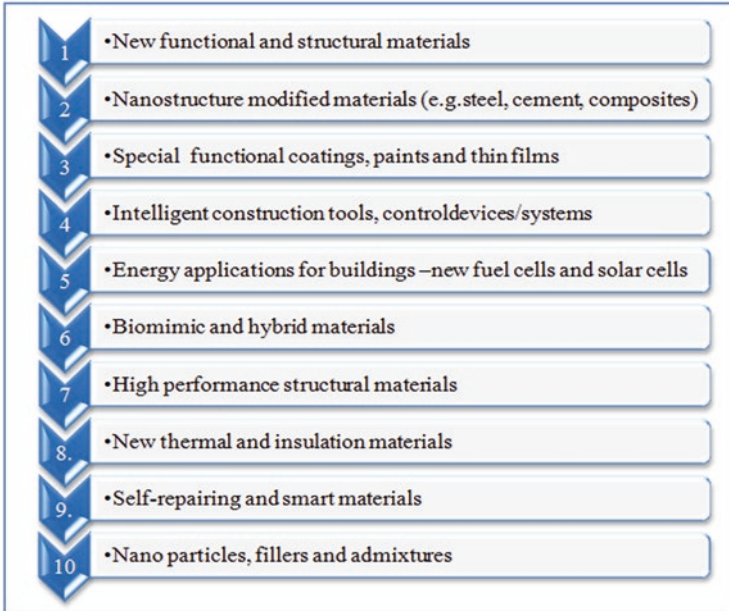 1 •New functional and structural materials
2 •Nanostructure modified materials (e.g.steel, cement, composites)
3 •Special functional coatings, paints and thin films
4 •Intelligent construction tools, controldevices/systems
5 •Energy applications for buildings –new fuel cells and solar cells
6 •Biomimic and hybrid materials
7 •High performance structural materials
8. •New thermal and insulation materials
9. •Self-repairing and smart materials
10 •Nano particles, fillers and admixtures